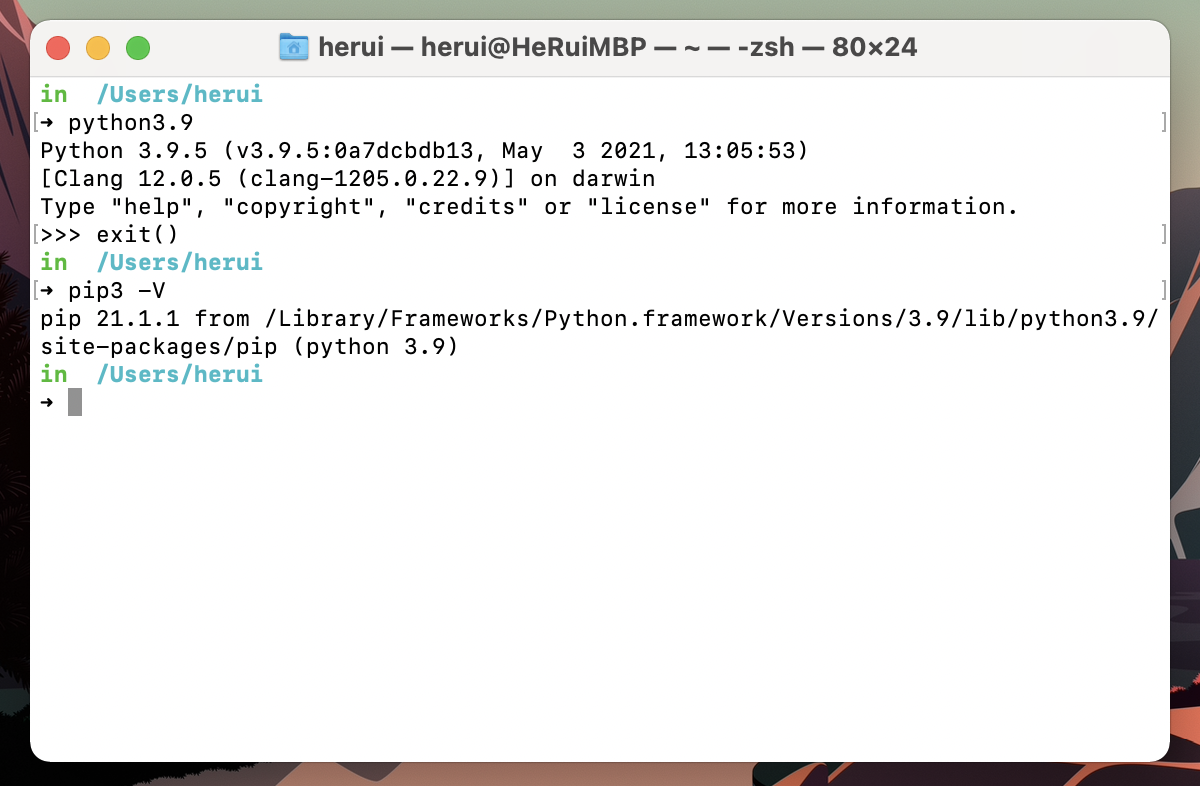 herui — herui@HeRuiMBP — ~ — -zsh — 80×24
in  /Users/herui
[➜ python3.9 ]
Python 3.9.5 (v3.9.5:0a7dcbdb13, May  3 2021, 13:05:53)
[Clang 12.0.5 (clang-1205.0.22.9)] on darwin
Type "help", "copyright", "credits" or "license" for more information.
[>>> exit() ]
in  /Users/herui
[➜ pip3 -V ]
pip 21.1.1 from /Library/Frameworks/Python.framework/Versions/3.9/lib/python3.9/
site-packages/pip (python 3.9)
in  /Users/herui
➜